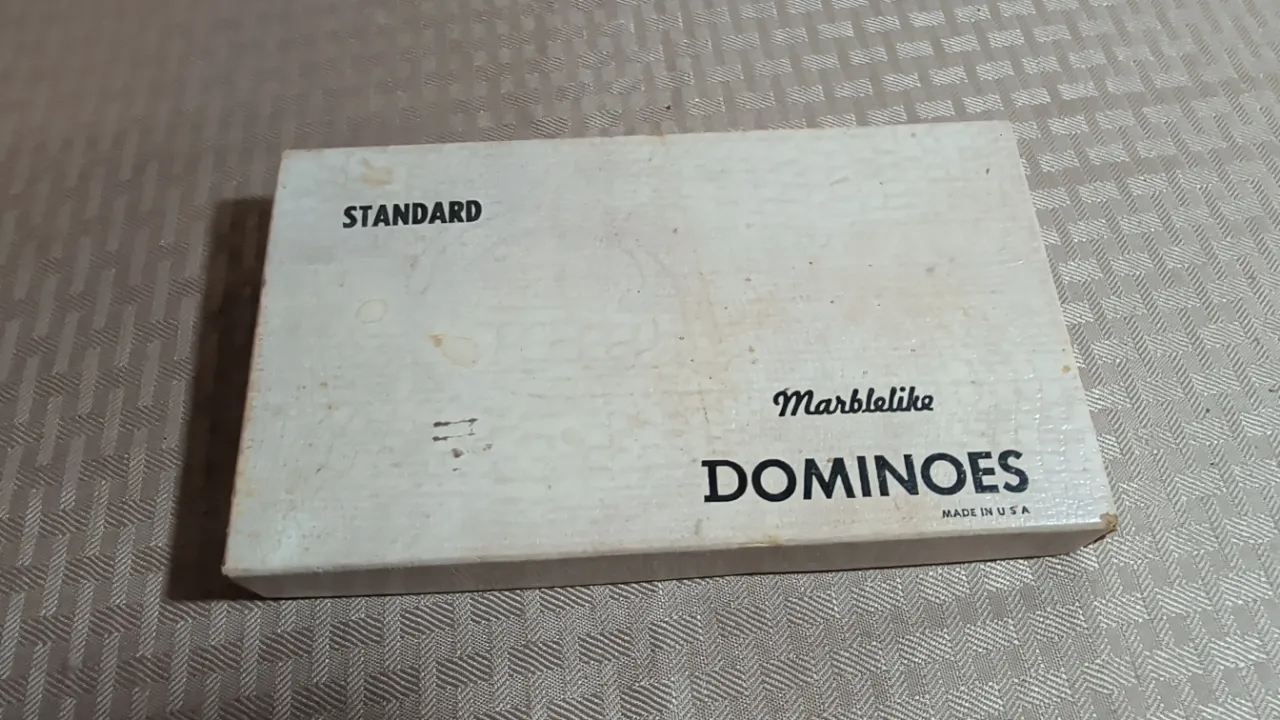 STANDARD
Marblelike
DOMINOES
MADE IN U S A